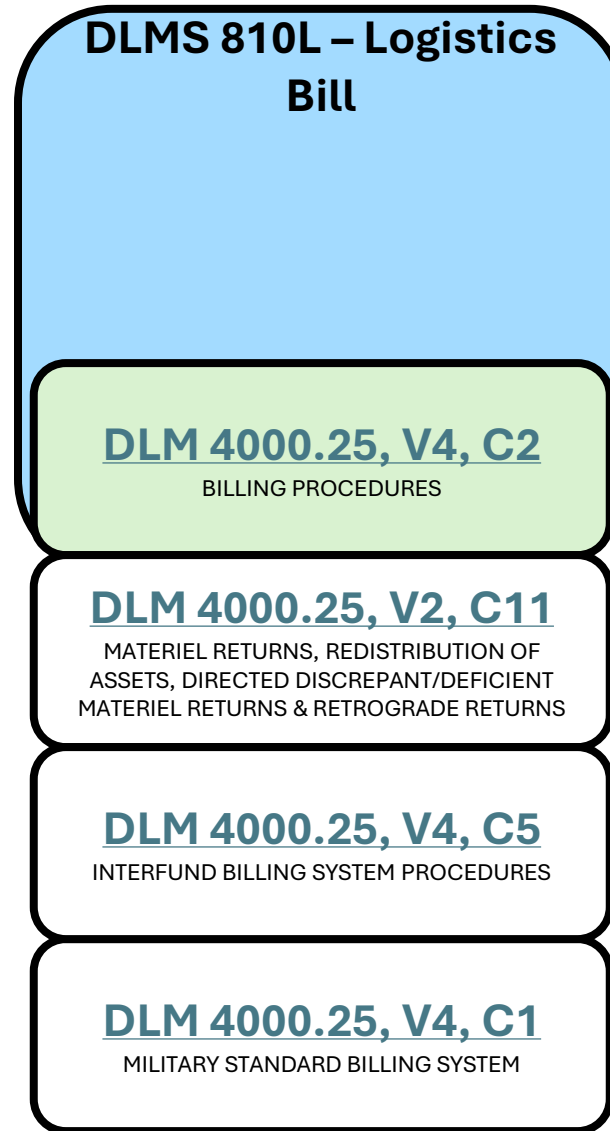 DLMS 810L – Logistics
Bill
DLM 4000.25, V4, C2
BILLING PROCEDURES
DLM 4000.25, V2, C11
MATERIEL RETURNS, REDISTRIBUTION OF
ASSETS, DIRECTED DISCREPANT/DEFICIENT
MATERIEL RETURNS & RETROGRADE RETURNS
DLM 4000.25, V4, C5
INTERFUND BILLING SYSTEM PROCEDURES
DLM 4000.25, V4, C1
MILITARY STANDARD BILLING SYSTEM